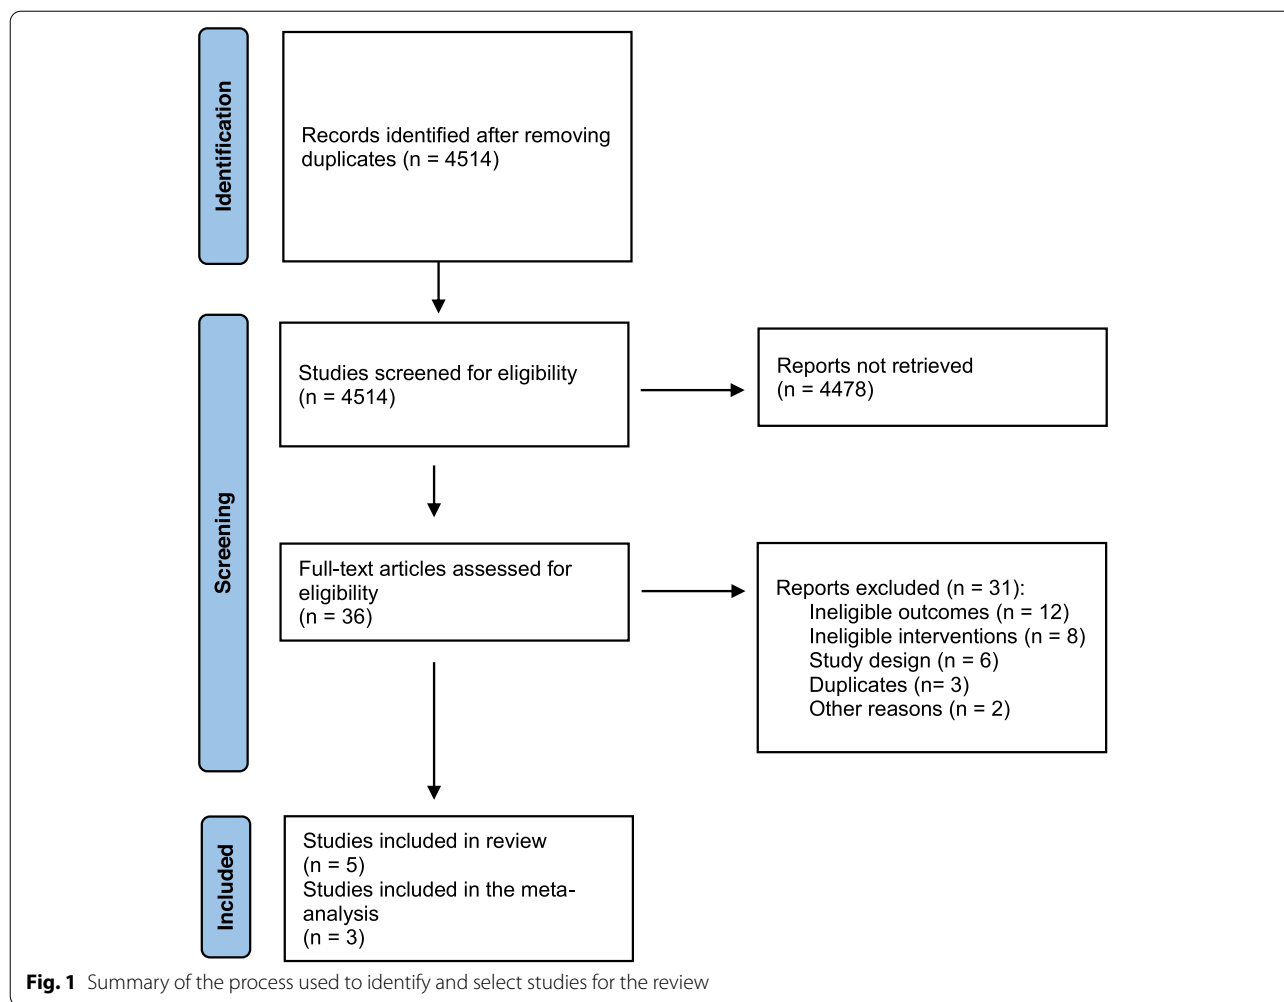 Identification
Records identified after removing
duplicates (n = 4514)
Screening
Studies screened for eligibility
(n = 4514)
Reports not retrieved
(n = 4478)
Full-text articles assessed for
eligibility
(n = 36)
Reports excluded (n = 31):
Ineligible outcomes (n = 12)
Ineligible interventions (n = 8)
Study design (n = 6)
Duplicates (n= 3)
Other reasons (n = 2)
Included
Studies included in review
(n = 5)
Studies included in the meta-
analysis
(n = 3)
Fig. 1 Summary of the process used to identify and select studies for the review